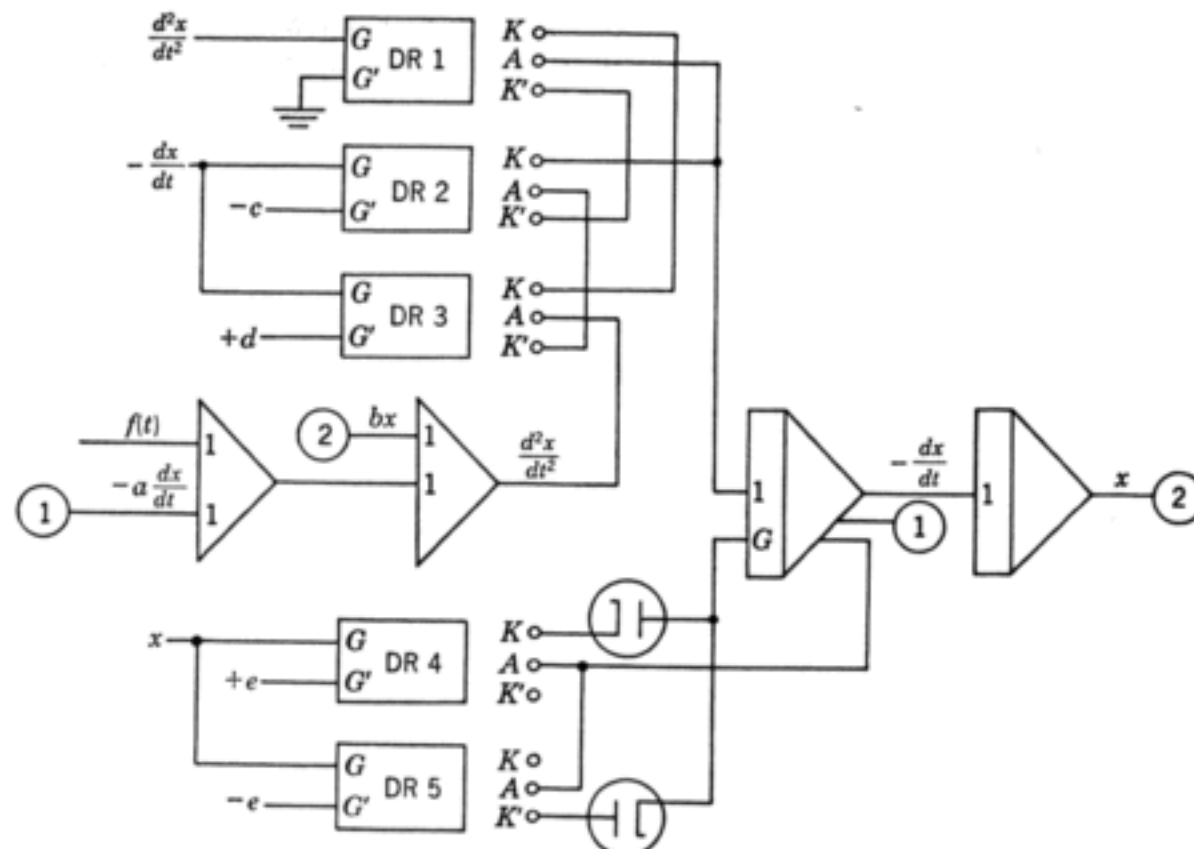 d²x/dt²
G
G'
DR 1
K
A
K'
- dx/dt
G
-c
G'
DR 2
K
A
K'
G
+d
G'
DR 3
K
A
K'
f(t)
1
1
-a dx/dt
1
2
bx
1
1
d²x/dt²
1
G
- dx/dt
1
1
x
2
x
G
+e
G'
DR 4
K
A
K'
G
-e
G'
DR 5
K
A
K'